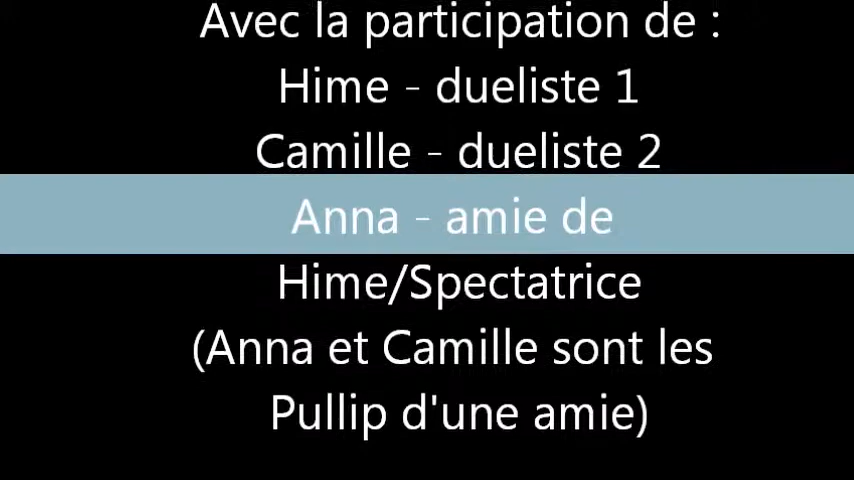 Avec la participation de :
Hime - dueliste 1
Camille - dueliste 2
Anna - amie de
Hime/Spectatrice
(Anna et Camille sont les
Pullip d'une amie)